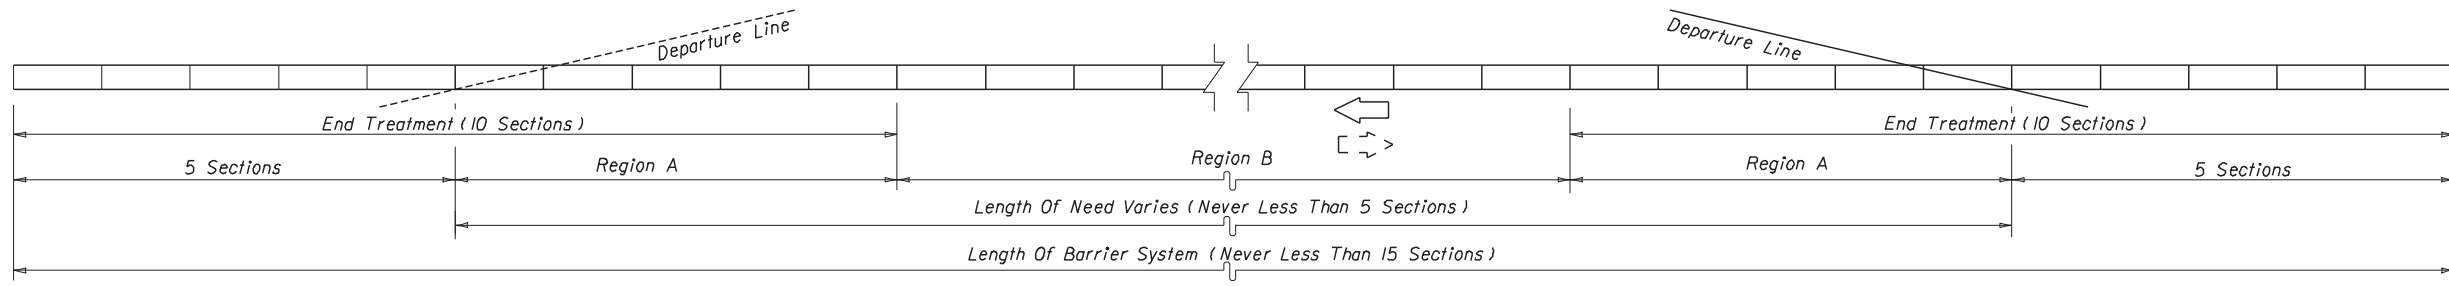 Departure Line
Departure Line
End Treatment (10 Sections)
End Treatment (10 Sections)
5 Sections
Region A
Region B
Region A
5 Sections
Length Of Need Varies (Never Less Than 5 Sections)
Length Of Barrier System (Never Less Than 15 Sections)